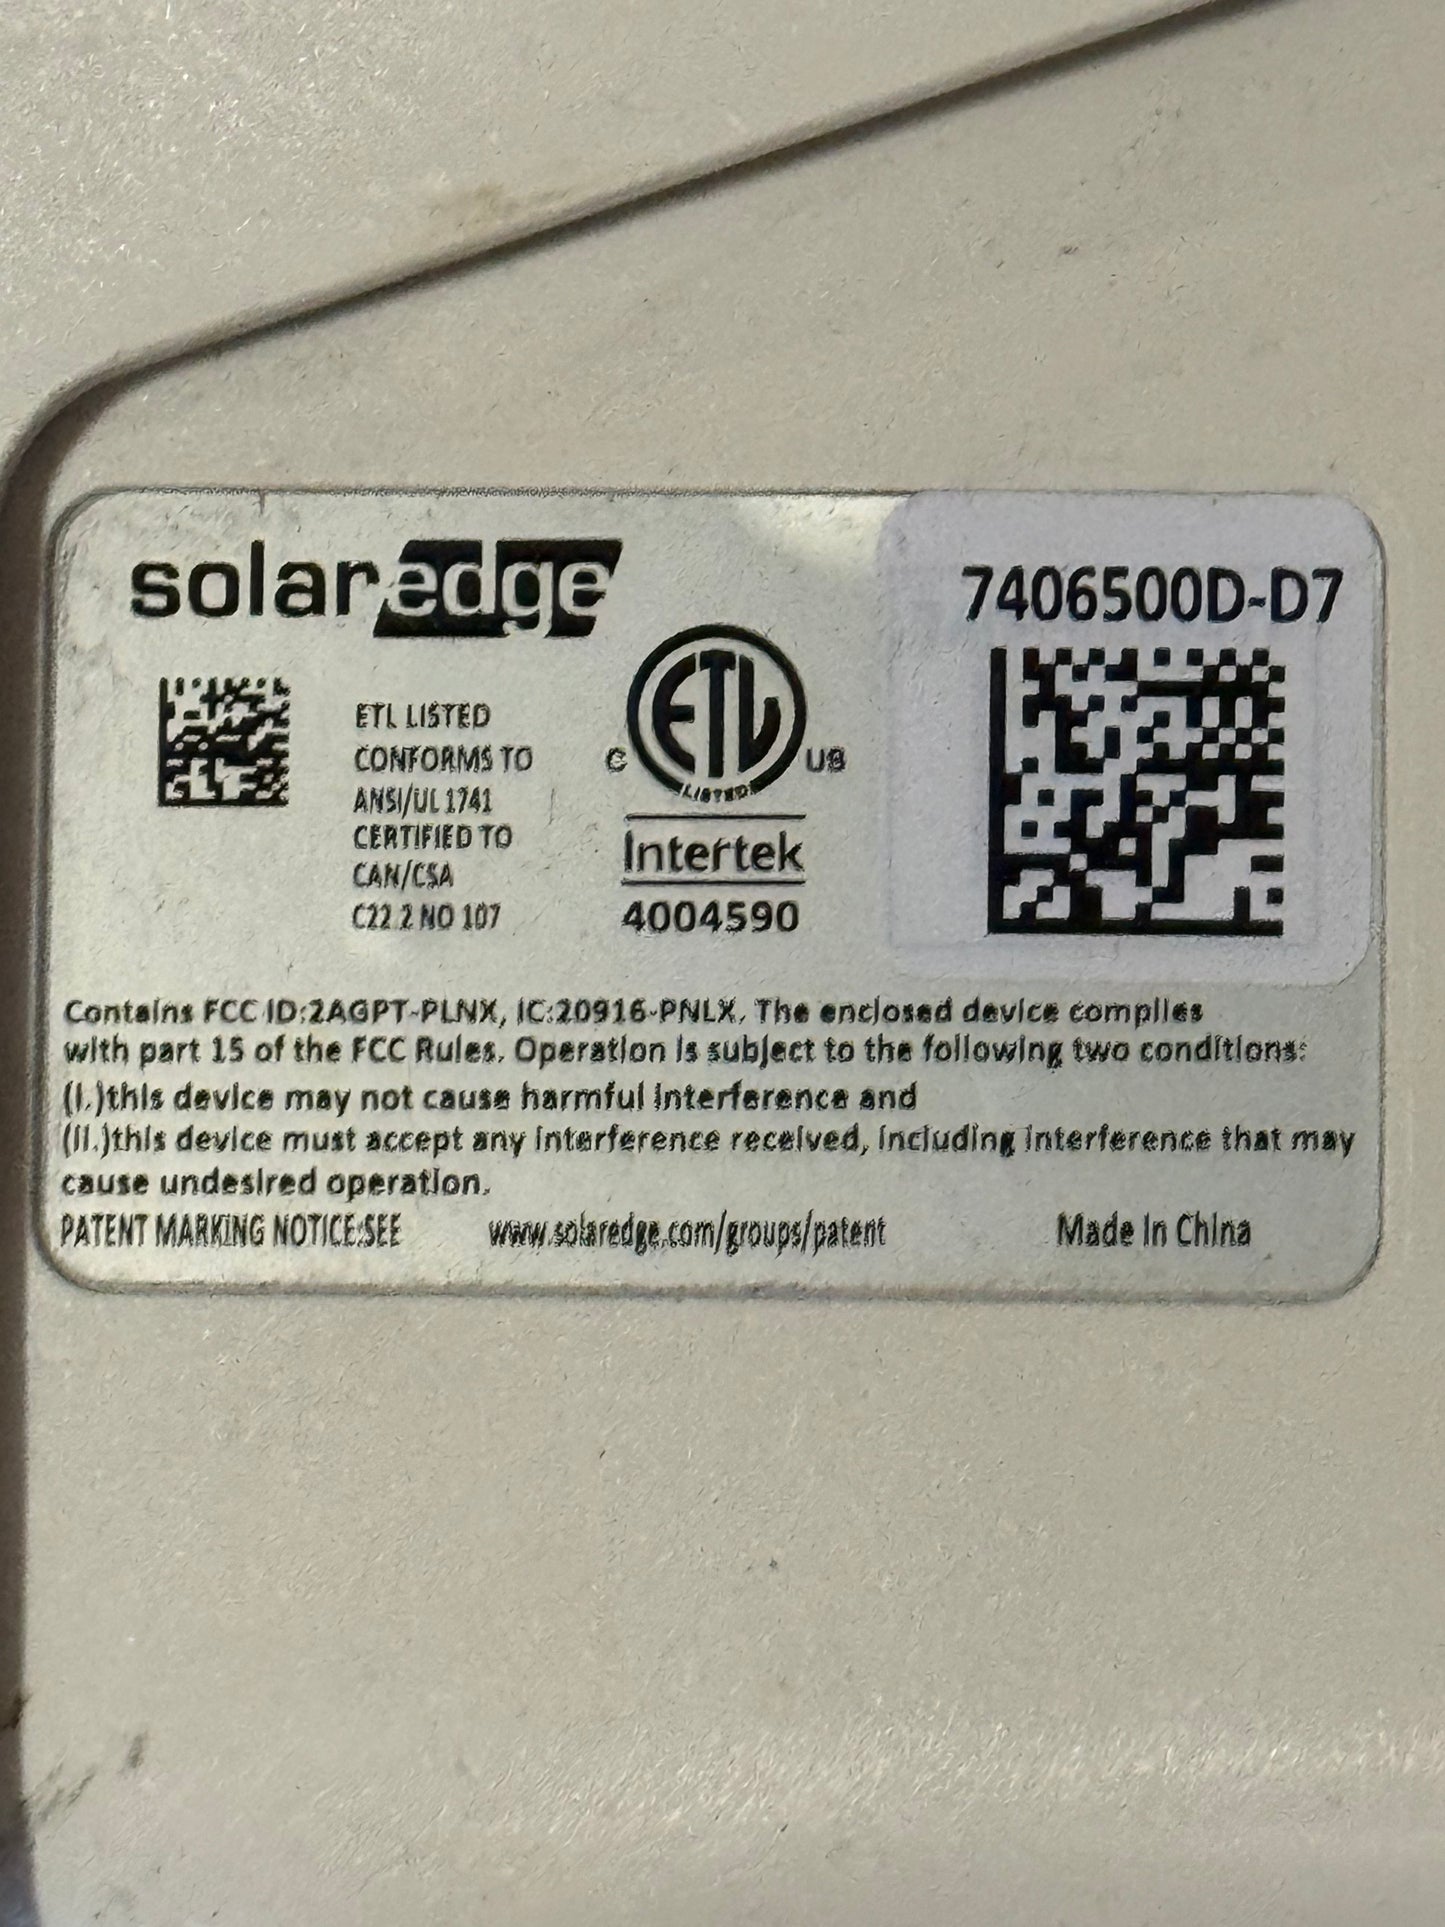 solaredge
7406500D-D7
ETL LISTED
CONFORMS TO
ANSI/UL 1741
CERTIFIED TO
CAN/CSA
C22.2 NO 107
ETL
LISTED
C US
Intertek
4004590
Contains FCC ID:2AGPT-PLNX, IC:20916-PNLX. The enclosed device complies
with part 15 of the FCC Rules. Operation is subject to the following two conditions:
(I.)this device may not cause harmful interference and
(II.)this device must accept any interference received, including interference that may
cause undesired operation.
PATENT MARKING NOTICE:SEE www.solaredge.com/groups/patent Made In China